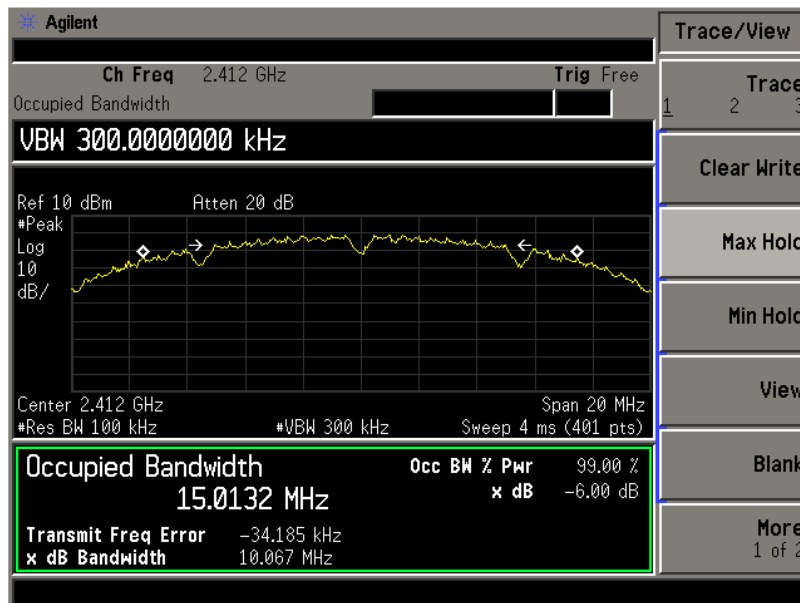 Agilent
Trace/View
Ch Freq 2.412 GHz Trig Free
Occupied Bandwidth
Trace
1 2 3
VBW 300.0000000 kHz
Clear Write
Ref 10 dBm Atten 20 dB
#Peak
Log
10
dB/
Max Hold
Min Hold
View
Center 2.412 GHz Span 20 MHz
#Res BW 100 kHz #VBW 300 kHz Sweep 4 ms (401 pts)
Blank
Occupied Bandwidth Occ BW % Pwr 99.00 %
15.0132 MHz x dB -6.00 dB
Transmit Freq Error -34.185 kHz
x dB Bandwidth 10.067 MHz
More
1 of 2